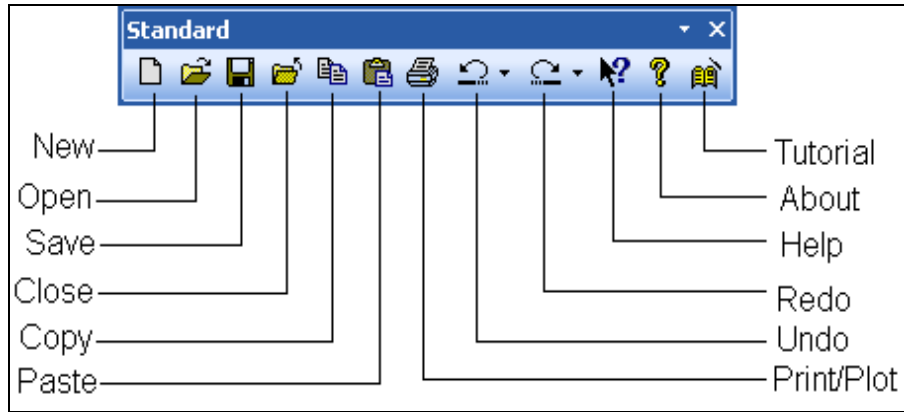 Standard
New
Open
Save
Close
Copy
Paste
Tutorial
About
Help
Redo
Undo
Print/Plot